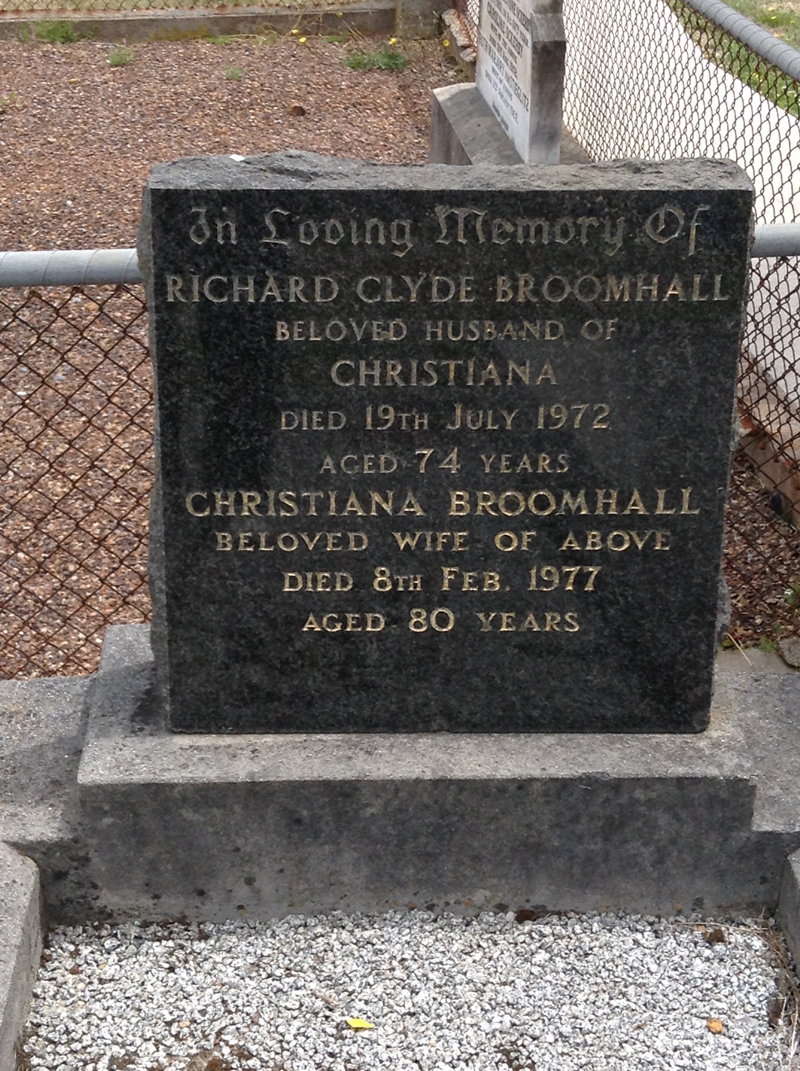 In Loving Memory Of
RICHARD CLYDE BROOMHALL
BELOVED HUSBAND OF
CHRISTIANA
DIED 19TH JULY 1972
AGED 74 YEARS
CHRISTIANA BROOMHALL
BELOVED WIFE OF ABOVE
DIED 8TH FEB. 1977
AGED 80 YEARS